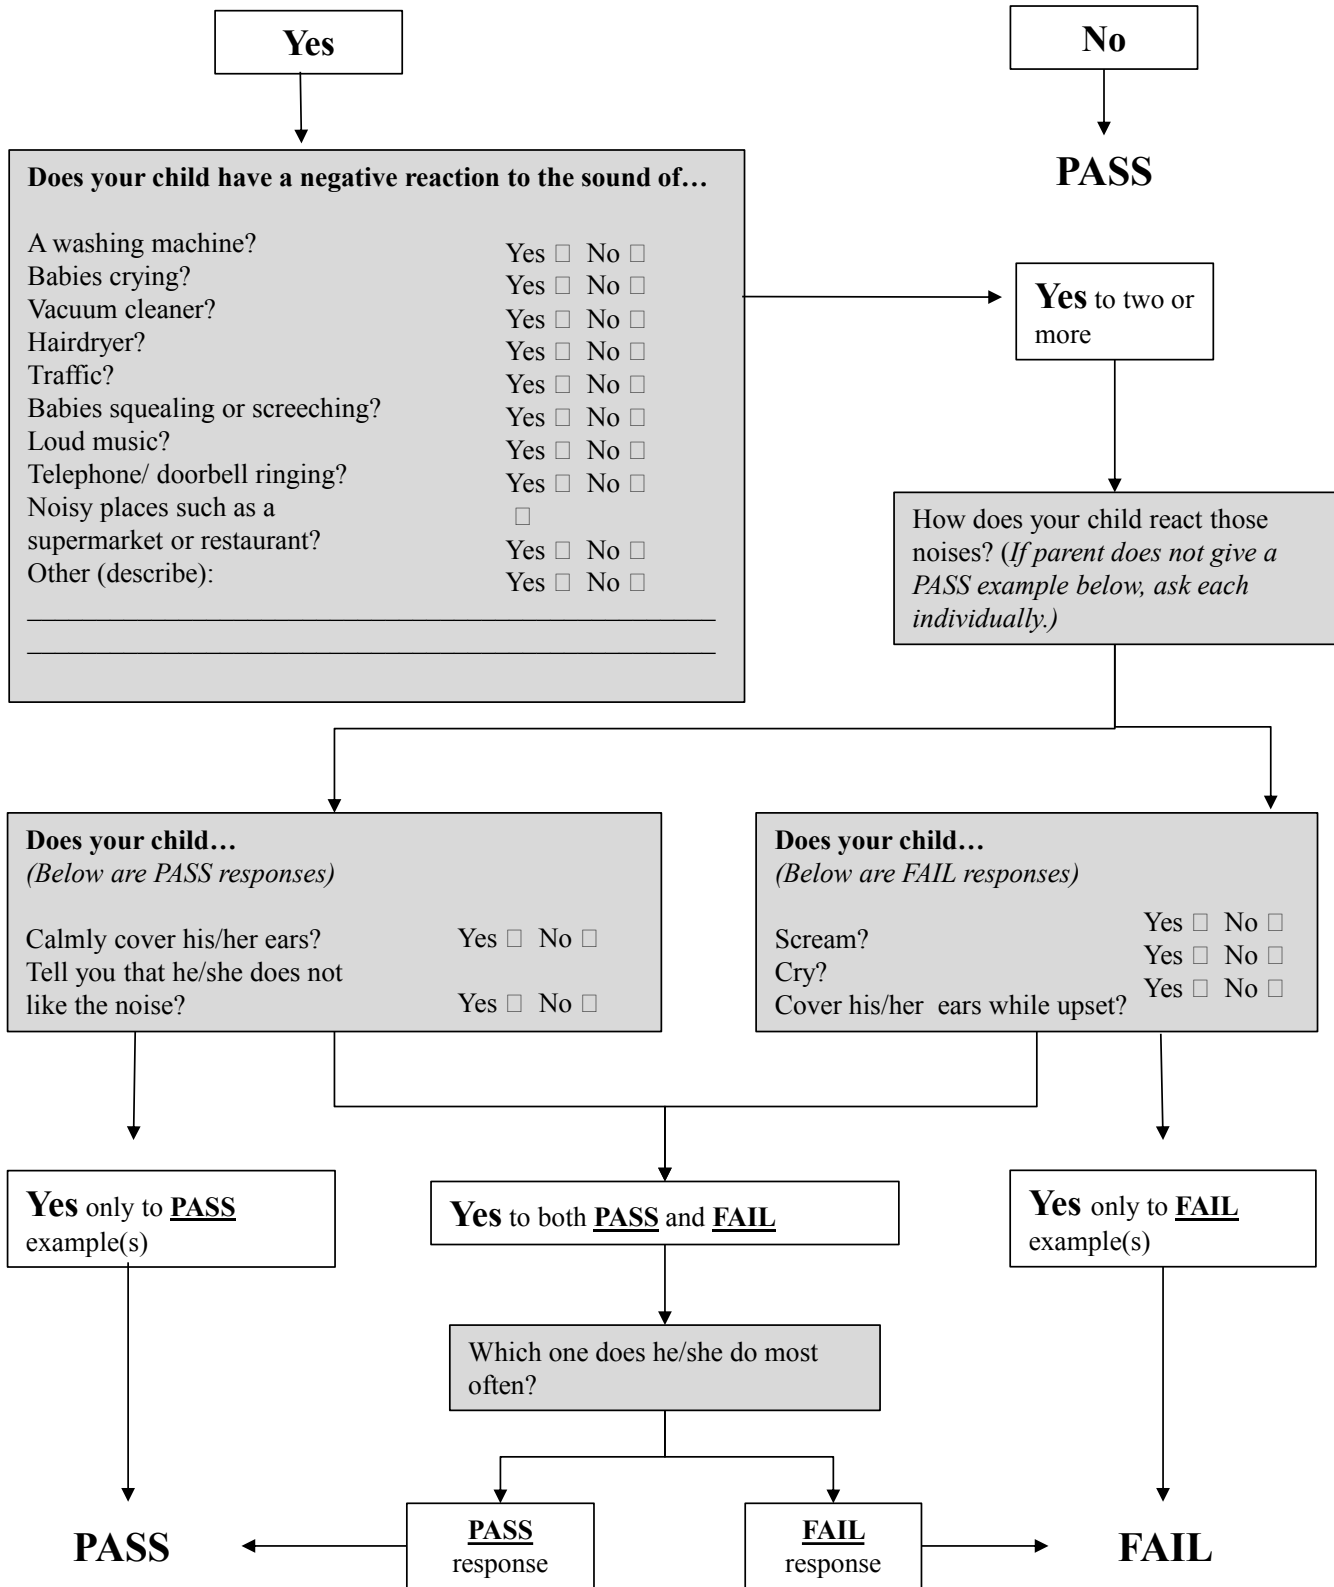 Yes
No
PASS
Does your child have a negative reaction to the sound of…
A washing machine? Yes □ No □
Babies crying? Yes □ No □
Vacuum cleaner? Yes □ No □
Hairdryer? Yes □ No □
Traffic? Yes □ No □
Babies squealing or screeching? Yes □ No □
Loud music? Yes □ No □
Telephone/ doorbell ringing? Yes □ No □
Noisy places such as a □
supermarket or restaurant? Yes □ No □
Other (describe): Yes □ No □
Yes to two or
more
How does your child react those
noises? (If parent does not give a
PASS example below, ask each
individually.)
Does your child…
(Below are PASS responses)
Calmly cover his/her ears? Yes □ No □
Tell you that he/she does not
like the noise? Yes □ No □
Does your child…
(Below are FAIL responses)
Scream? Yes □ No □
Cry? Yes □ No □
Cover his/her ears while upset? Yes □ No □
Yes only to PASS
example(s)
Yes to both PASS and FAIL
Yes only to FAIL
example(s)
Which one does he/she do most
often?
PASS
PASS
response
FAIL
response
FAIL